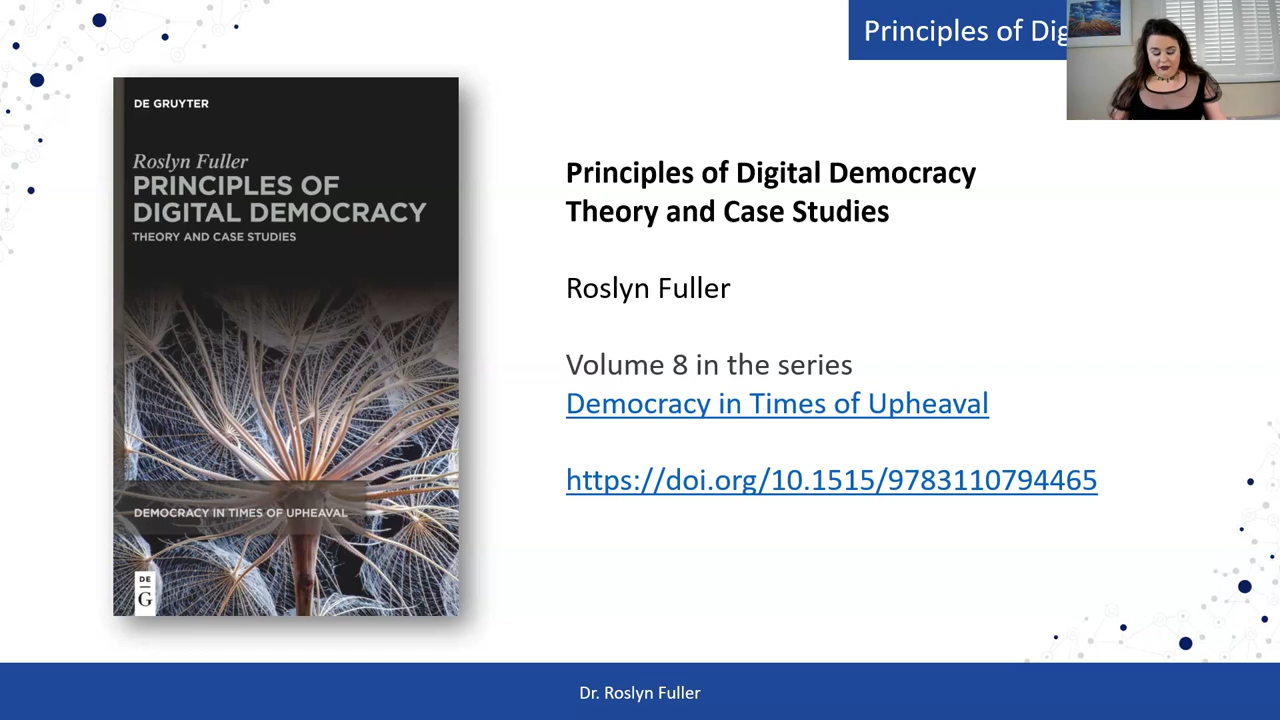 Principles of Dig
DE GRUYTER
Roslyn Fuller
PRINCIPLES OF
DIGITAL DEMOCRACY
THEORY AND CASE STUDIES
DEMOCRACY IN TIMES OF UPHEAVAL
DE
G
Principles of Digital Democracy
Theory and Case Studies
Roslyn Fuller
Volume 8 in the series
Democracy in Times of Upheaval
https://doi.org/10.1515/9783110794465
Dr. Roslyn Fuller